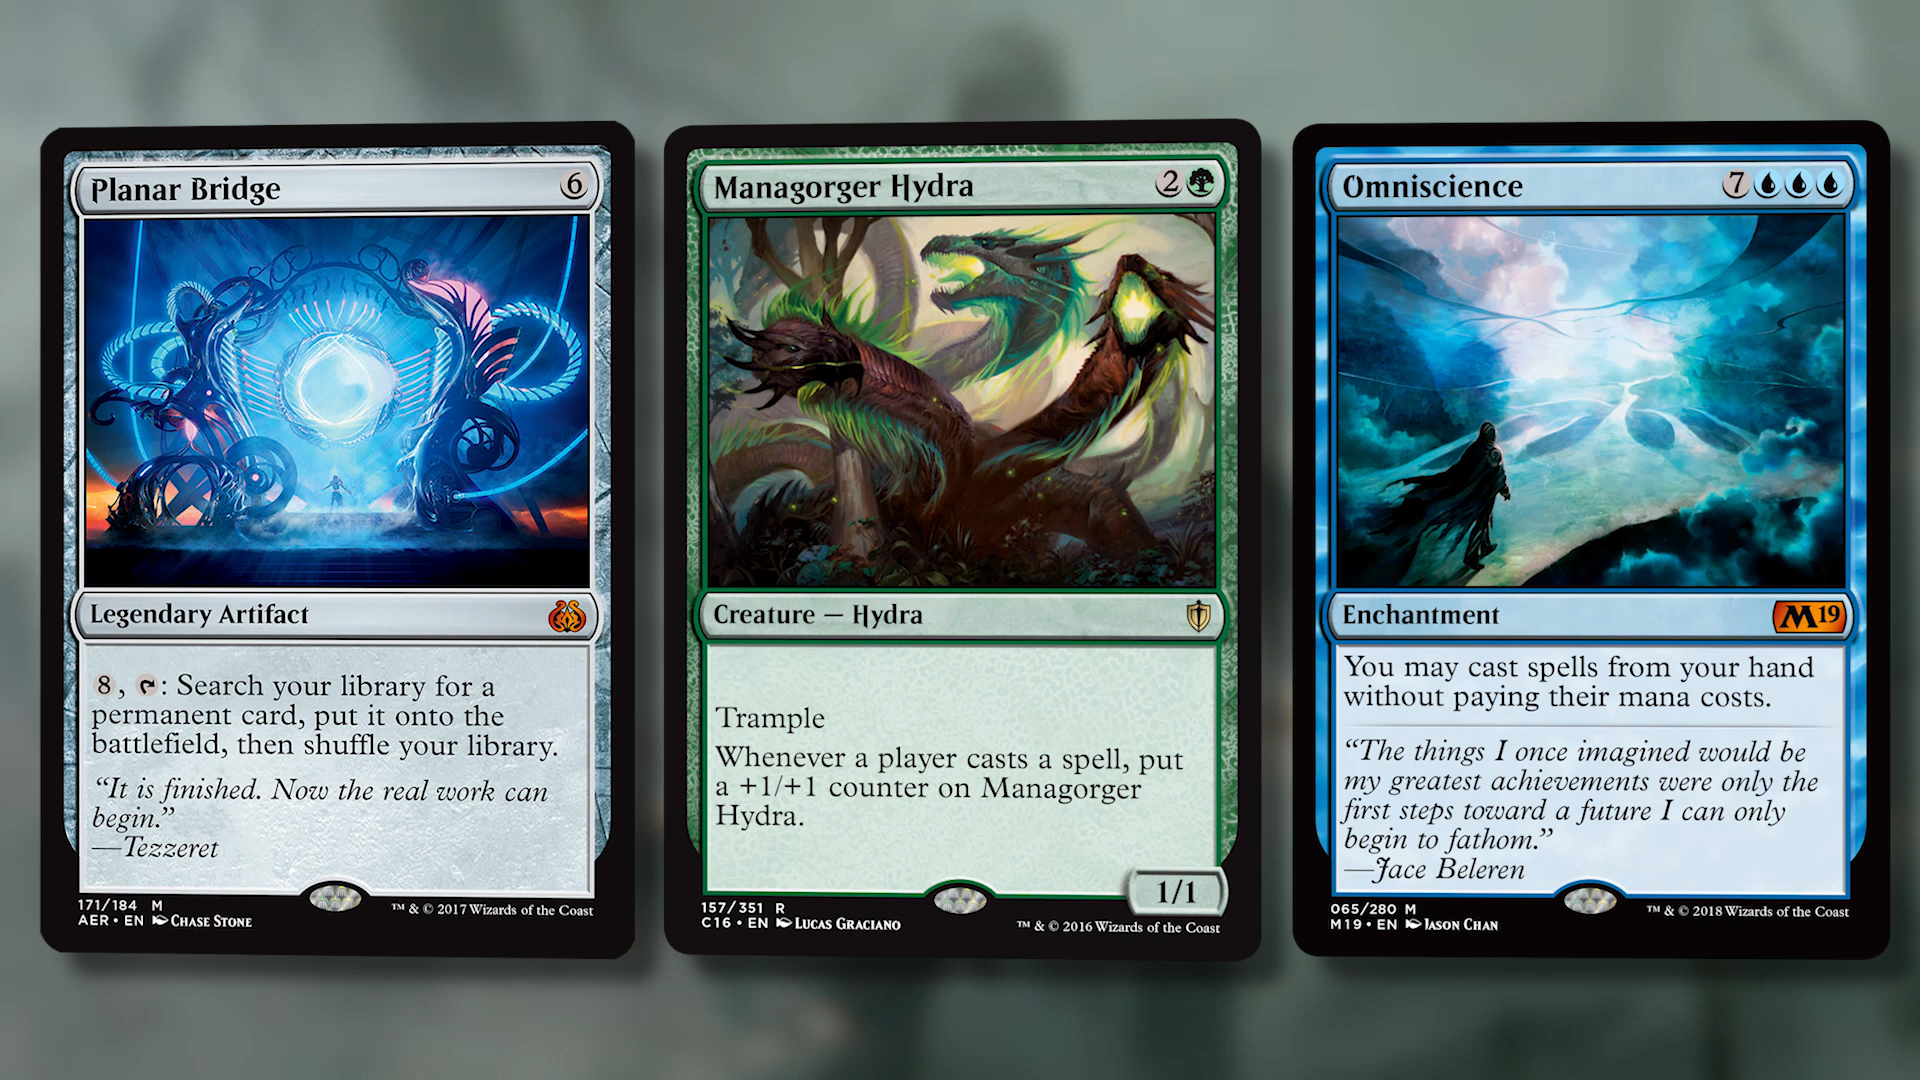 Planar Bridge 6
Legendary Artifact
8, : Search your library for a
permanent card, put it onto the
battlefield, then shuffle your library.
“It is finished. Now the real work can
begin.”
—Tezzeret
171/184 M
AER • EN CHASE STONE
™ & © 2017 Wizards of the Coast
Managorger Hydra 2
Creature — Hydra
Trample
Whenever a player casts a spell, put
a +1/+1 counter on Managorger
Hydra.
1/1
157/351 R
C16 • EN LUCAS GRACIANO
™ & © 2016 Wizards of the Coast
Omniscience 7
Enchantment M19
You may cast spells from your hand
without paying their mana costs.
“The things I once imagined would be
my greatest achievements were only the
first steps toward a future I can only
begin to fathom.”
—Jace Beleren
065/280 M
M19 • EN JASON CHAN
™ & © 2018 Wizards of the Coast